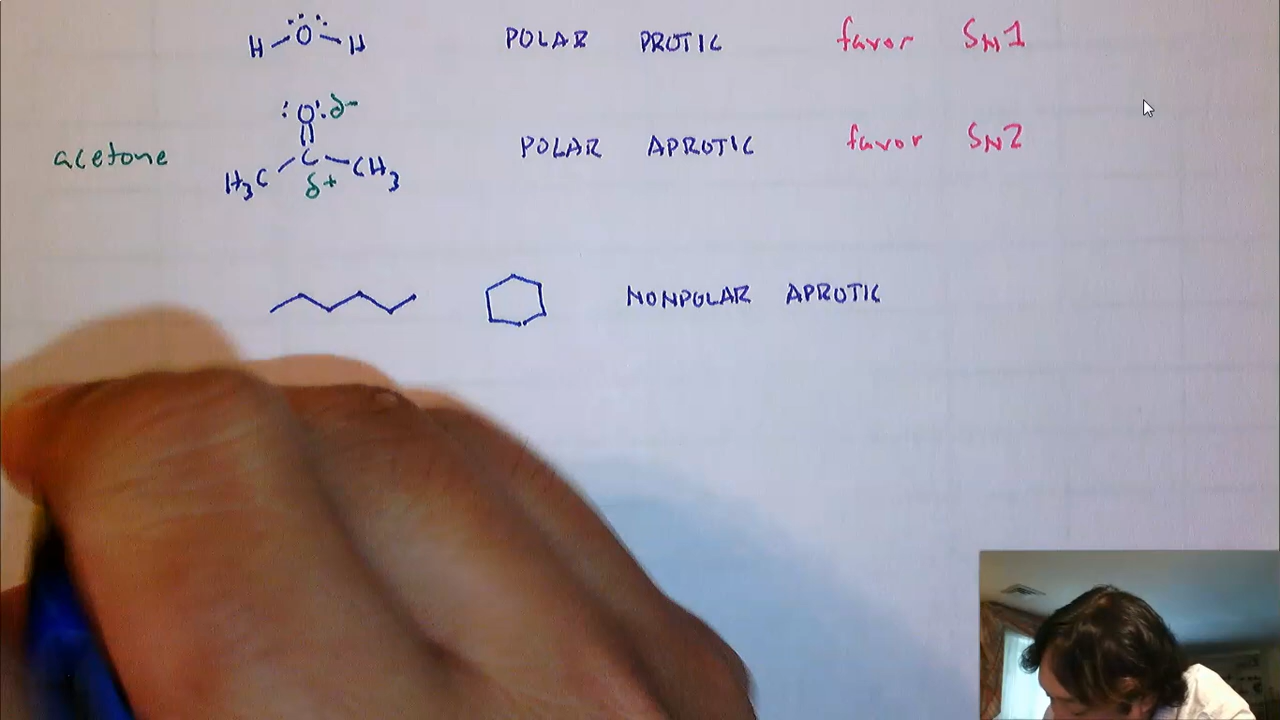 H O H POLAR PROTIC favor SN1
:O: δ-
acetone H3C C CH3 POLAR APROTIC favor SN2
δ+
NONPOLAR APROTIC